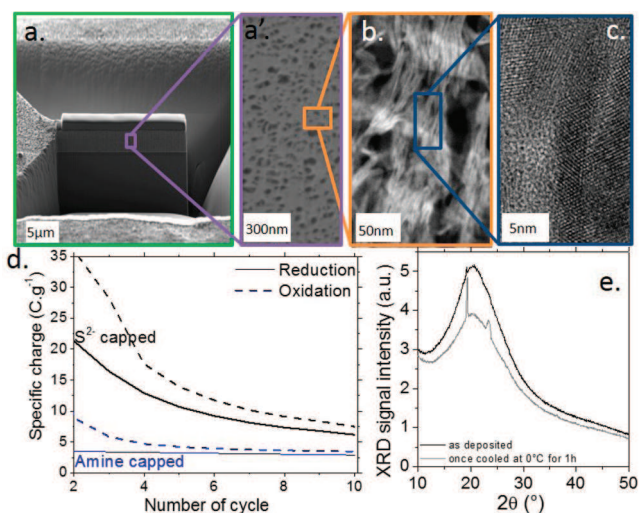 a.
a'.
b.
c.
5µm
300nm
50nm
5nm
d.
Specific charge (C.g⁻¹)
35
30
25
20
15
10
5
0
Reduction
Oxidation
S²⁻ capped
Amine capped
2 4 6 8 10
Number of cycle
e.
XRD signal intensity (a.u.)
5
4
3
2
1
0
as deposited
once cooled at 0°C for 1h
10 20 30 40 50
2θ (°)